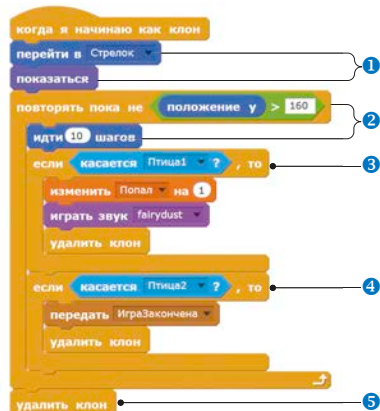 когда я начинаю как клон
перейти в Стрелок
показаться
1
повторять пока не положение y > 160
2
идти 10 шагов
если касается Птица1 ? , то
3
изменить Попал на 1
играть звук fairydust
удалить клон
если касается Птица2 ? , то
4
передать ИграЗакончена
удалить клон
удалить клон
5